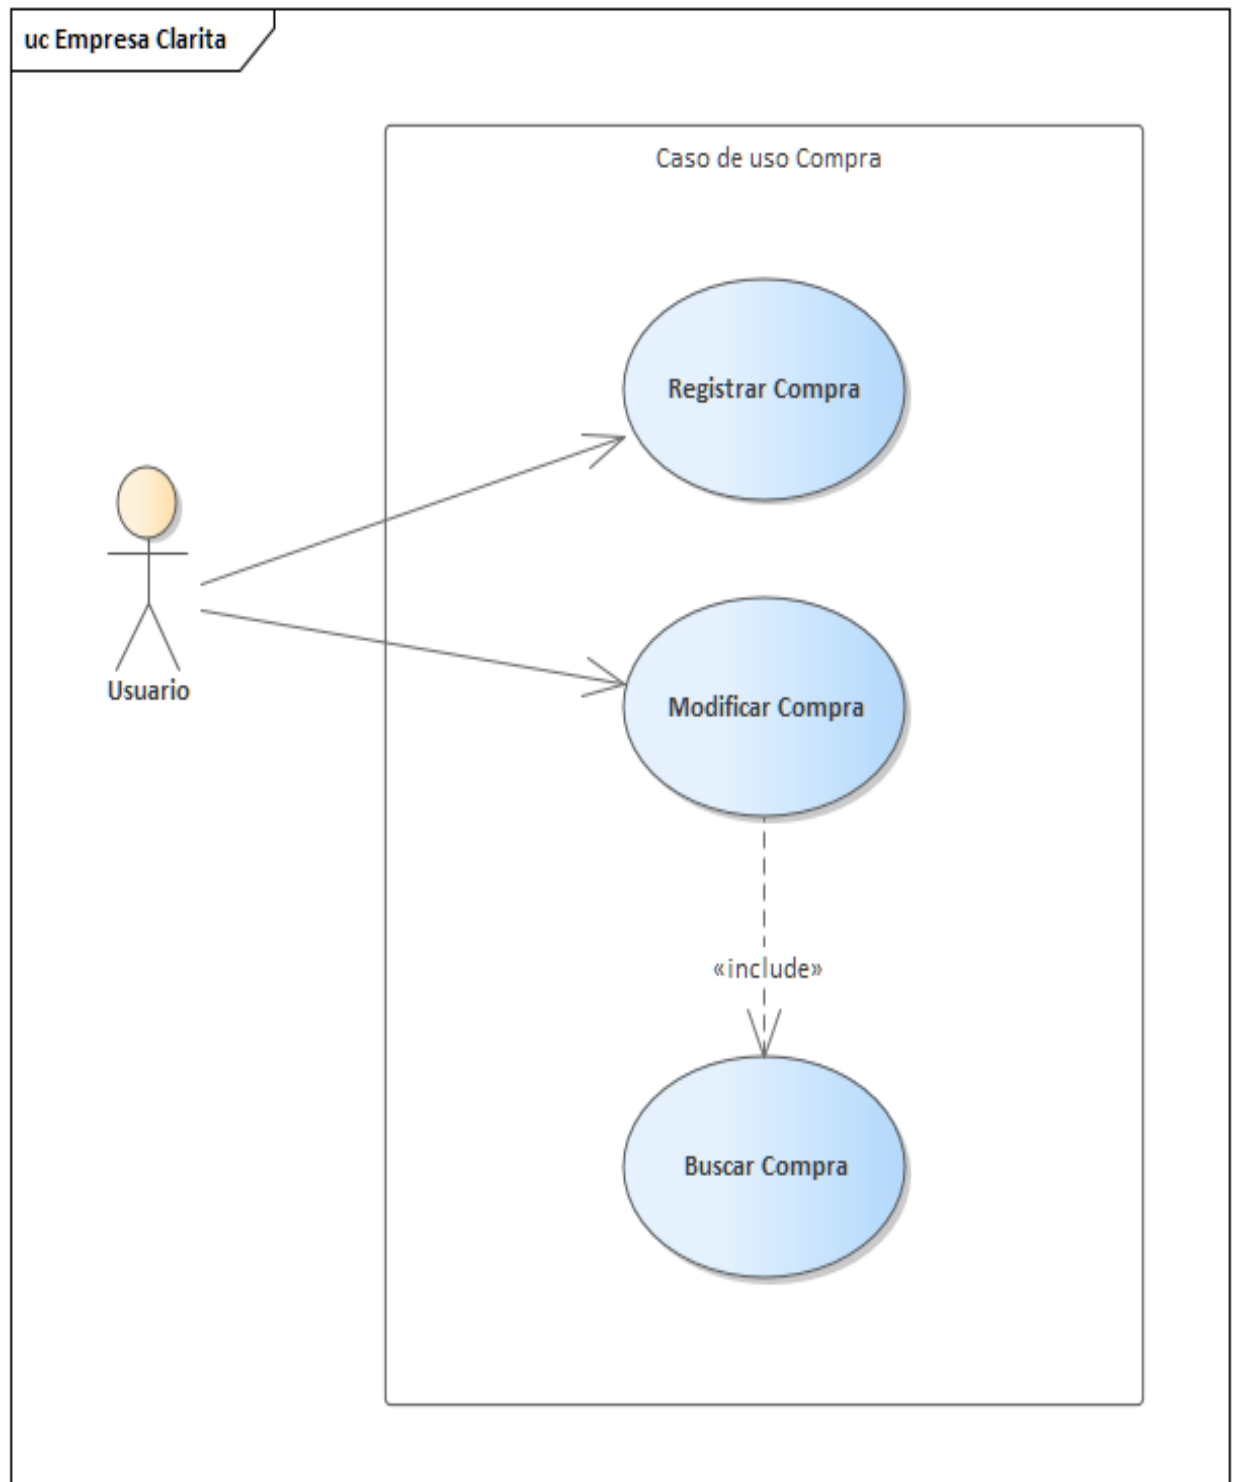 uc Empresa Clarita
Caso de uso Compra
Registrar Compra
Usuario
Modificar Compra
«include»
Buscar Compra